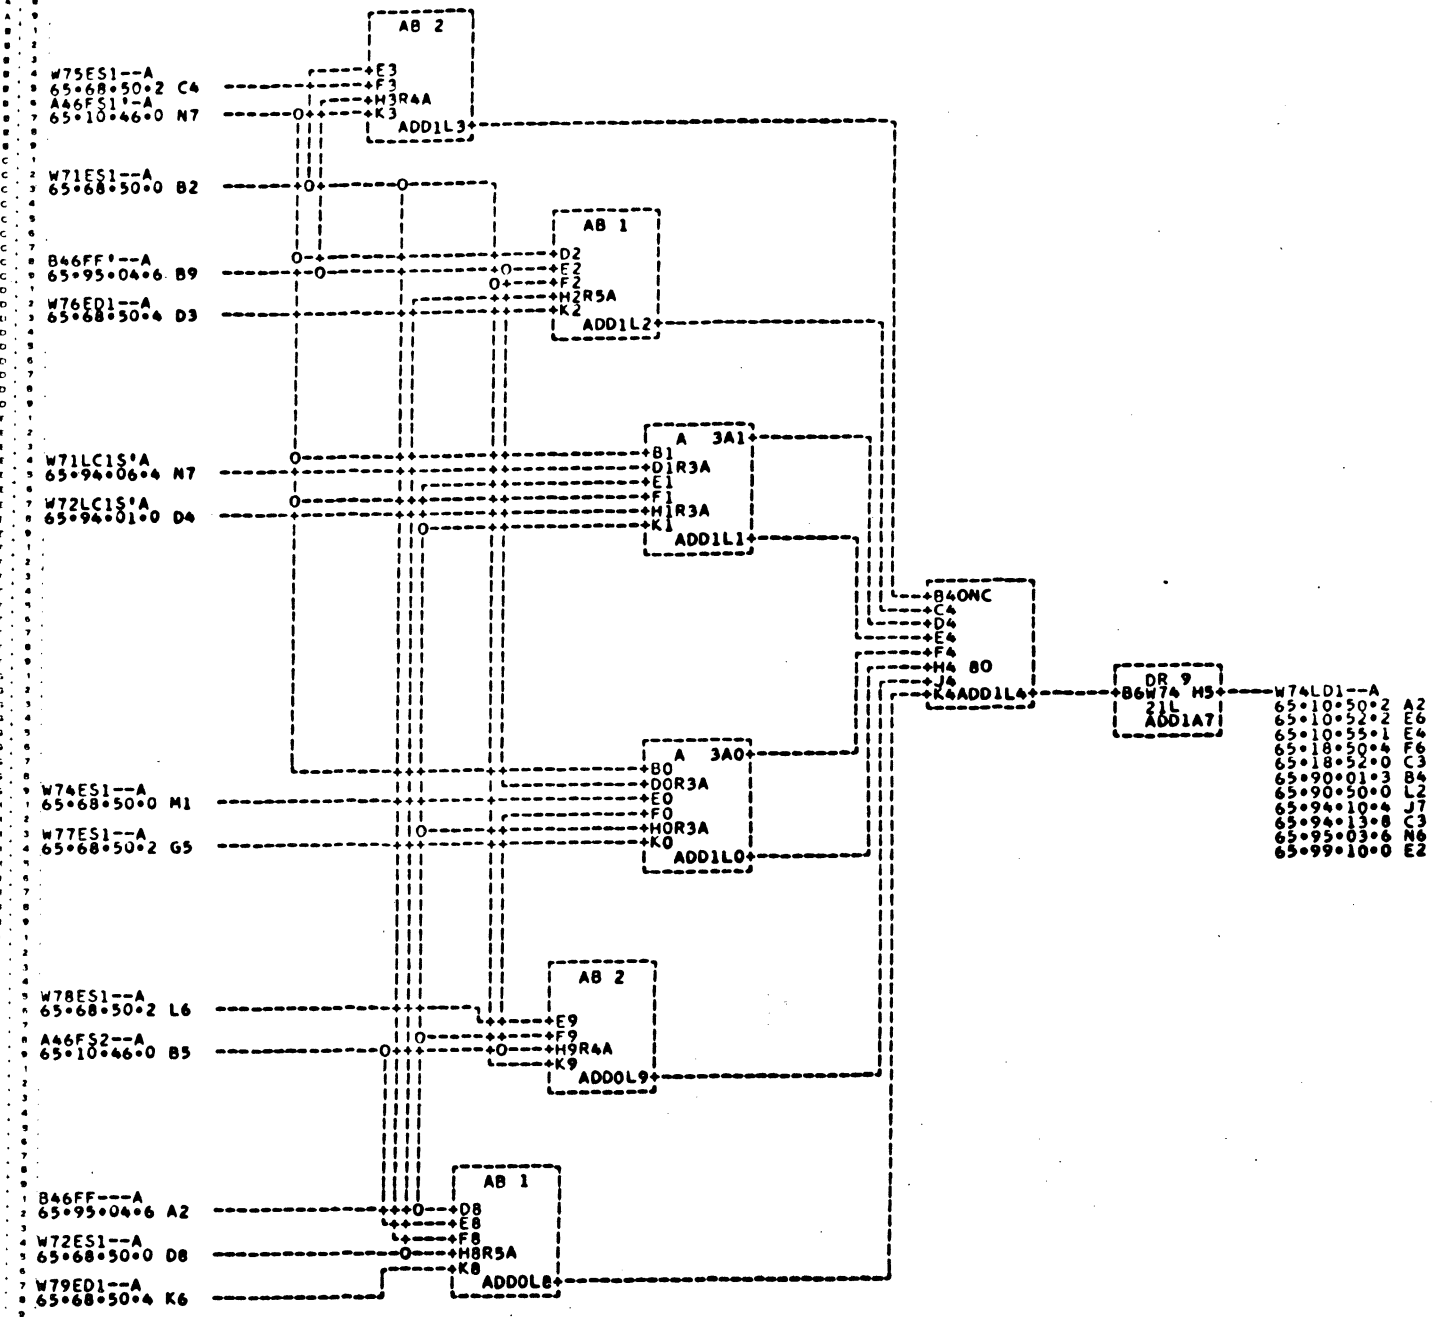 AB 2
W75ES1--A
65•68•50•2 C4
A46FS1'-A
65•10•46•0 N7
E3
F3
H3R4A
K3
ADD1L3
W71ES1--A
65•68•50•0 B2
AB 1
B46FF'--A
65•95•04•6 B9
W76ED1--A
65•68•50•4 D3
D2
E2
F2
H2R5A
K2
ADD1L2
A 3A1
W71LC1S'A
65•94•06•4 N7
W72LC1S'A
65•94•01•0 D4
B1
D1R3A
E1
F1
H1R3A
K1
ADD1L1
B4ONC
C4
D4
E4
F4
H4 80
J4
K4ADD1L4
DR 9
B6W74 H5
21L
ADD1A7
W74LD1--A
65•10•50•2 A2
65•10•52•2 E6
65•10•55•1 E4
65•18•50•4 F6
65•18•52•0 C3
65•90•01•3 B4
65•90•50•0 L2
65•94•10•4 J7
65•94•13•8 C3
65•95•03•6 N6
65•99•10•0 E2
A 3A0
W74ES1--A
65•68•50•0 M1
W77ES1--A
65•68•50•2 G5
B0
D0R3A
E0
F0
H0R3A
K0
ADD1L0
AB 2
W78ES1--A
65•68•50•2 L6
A46FS2--A
65•10•46•0 B5
E9
F9
H9R4A
K9
ADD0L9
AB 1
B46FF---A
65•95•04•6 A2
W72ES1--A
65•68•50•0 D8
W79ED1--A
65•68•50•4 K6
D8
E8
F8
H8R5A
K8
ADD0L8